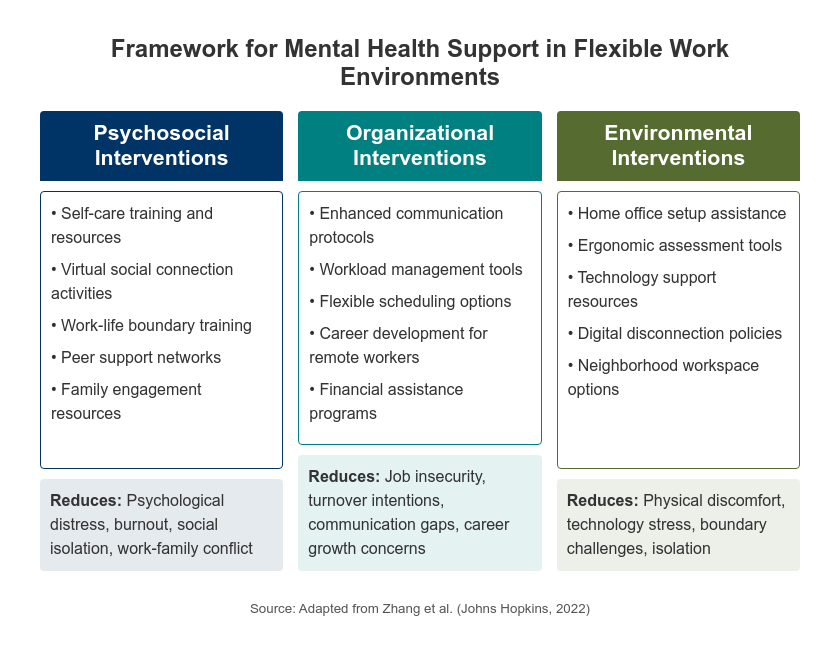 Framework for Mental Health Support in Flexible Work
Environments
Psychosocial
Interventions
• Self-care training and
resources
• Virtual social connection
activities
• Work-life boundary training
• Peer support networks
• Family engagement
resources
Reduces: Psychological
distress, burnout, social
isolation, work-family conflict
Organizational
Interventions
• Enhanced communication
protocols
• Workload management tools
• Flexible scheduling options
• Career development for
remote workers
• Financial assistance
programs
Reduces: Job insecurity,
turnover intentions,
communication gaps, career
growth concerns
Environmental
Interventions
• Home office setup assistance
• Ergonomic assessment tools
• Technology support
resources
• Digital disconnection policies
• Neighborhood workspace
options
Reduces: Physical discomfort,
technology stress, boundary
challenges, isolation
Source: Adapted from Zhang et al. (Johns Hopkins, 2022)